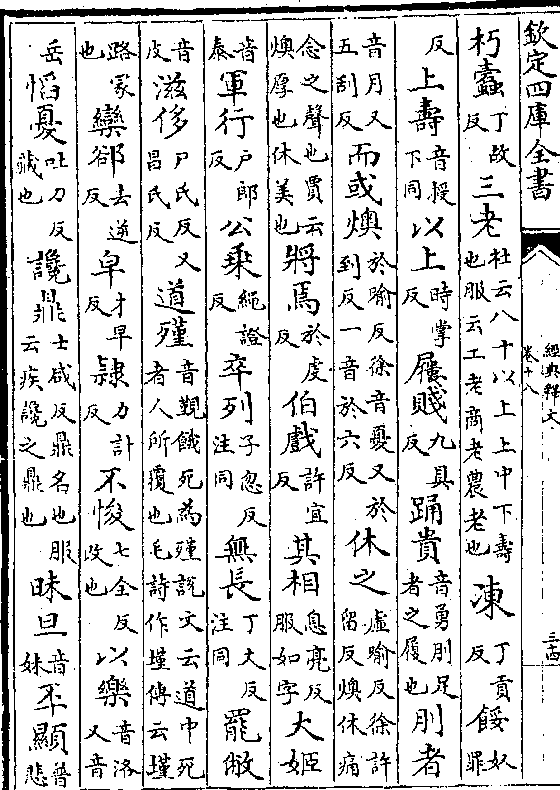 欽定四庫全書
經典釋文
卷十八
三十四
朽蠹丁故反三老杜云八十以上上中下壽也服云工老商老農老也凍丁貢反餒奴罪
反上壽音授下同以上時掌反屨賤九具反踊貴音勇刖足者之履也刖者
音月又五刮反而或燠於喻反徐音憂又於到反一音於六反休之虛喻反徐許留反燠休痛
念之聲也賈云燠厚也休美也將焉於虔反伯戲許宜反其相息亮反服如字大姬
音泰軍行戶郎反公乘繩證反卒列子忽反注同無長丁大反注同罷敝
音皮滋侈尸氏反又昌氏反道殣音覲餓死為殣說文云道中死者人所覆也毛詩作墐傳云墐
路冢也欒郤去逆反皁才早反隸力計反不悛七全反改也以樂音洛又音
岳慆憂吐刀反藏也讒鼎士咸反鼎名也服云疾讒之鼎也昧旦音妹丕顯普悲